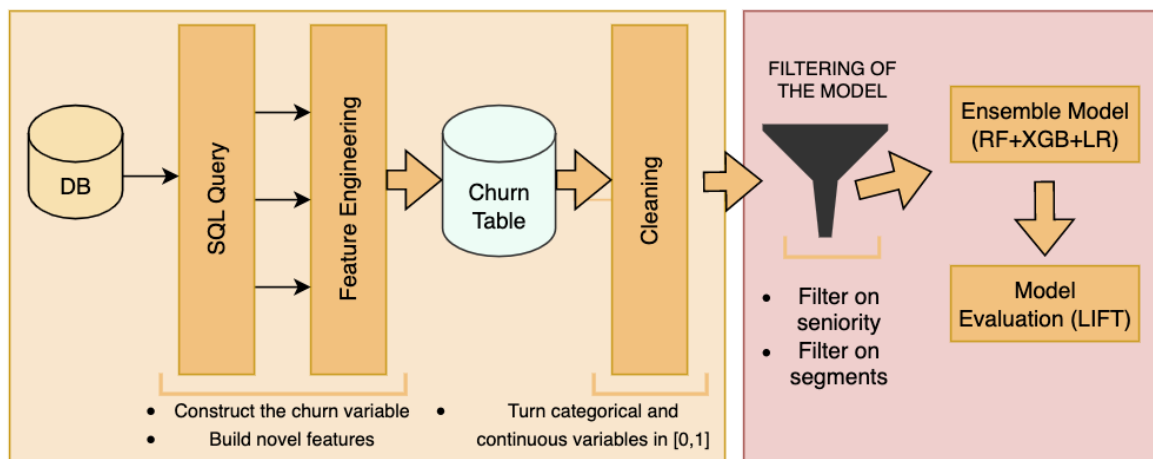 DB
SQL Query
Feature Engineering
Churn
Table
Cleaning
• Construct the churn variable
• Build novel features
• Turn categorical and
continuous variables in [0,1]
FILTERING OF
THE MODEL
• Filter on
seniority
• Filter on
segments
Ensemble Model
(RF+XGB+LR)
Model
Evaluation (LIFT)